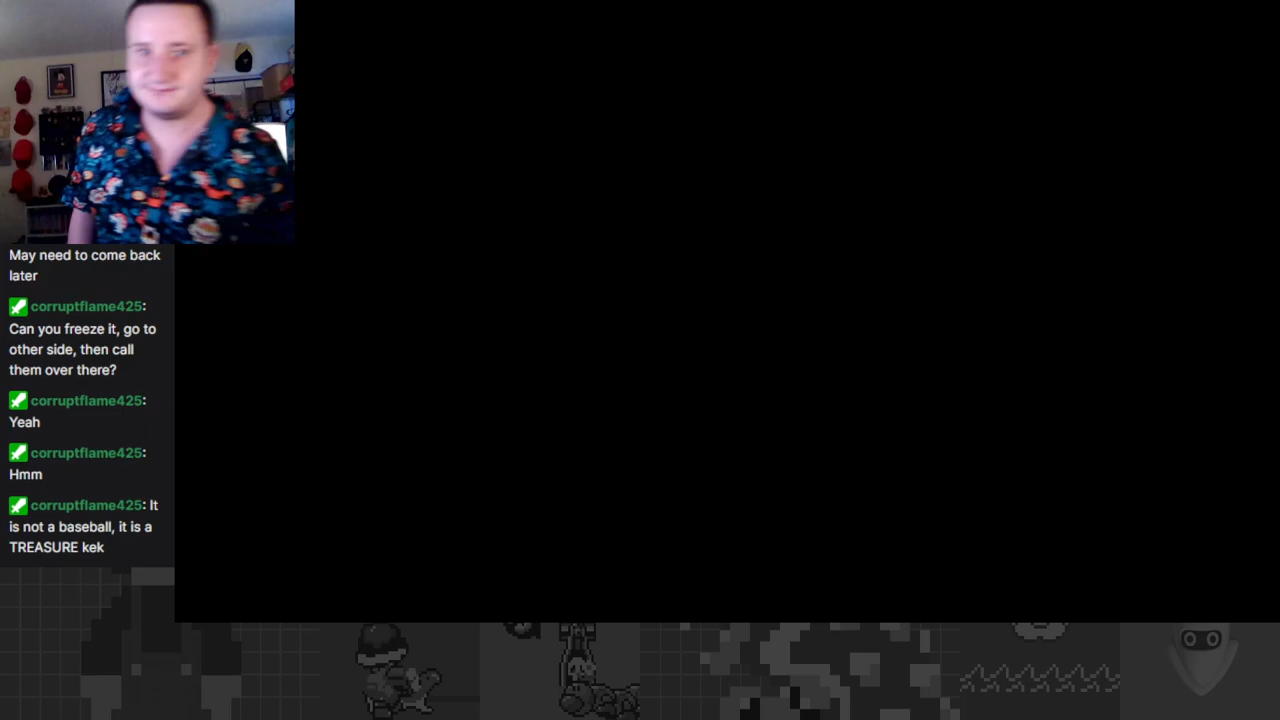 May need to come back
later
corruptflame425:
Can you freeze it, go to
other side, then call
them over there?
corruptflame425:
Yeah
corruptflame425:
Hmm
corruptflame425: It
is not a baseball, it is a
TREASURE kek